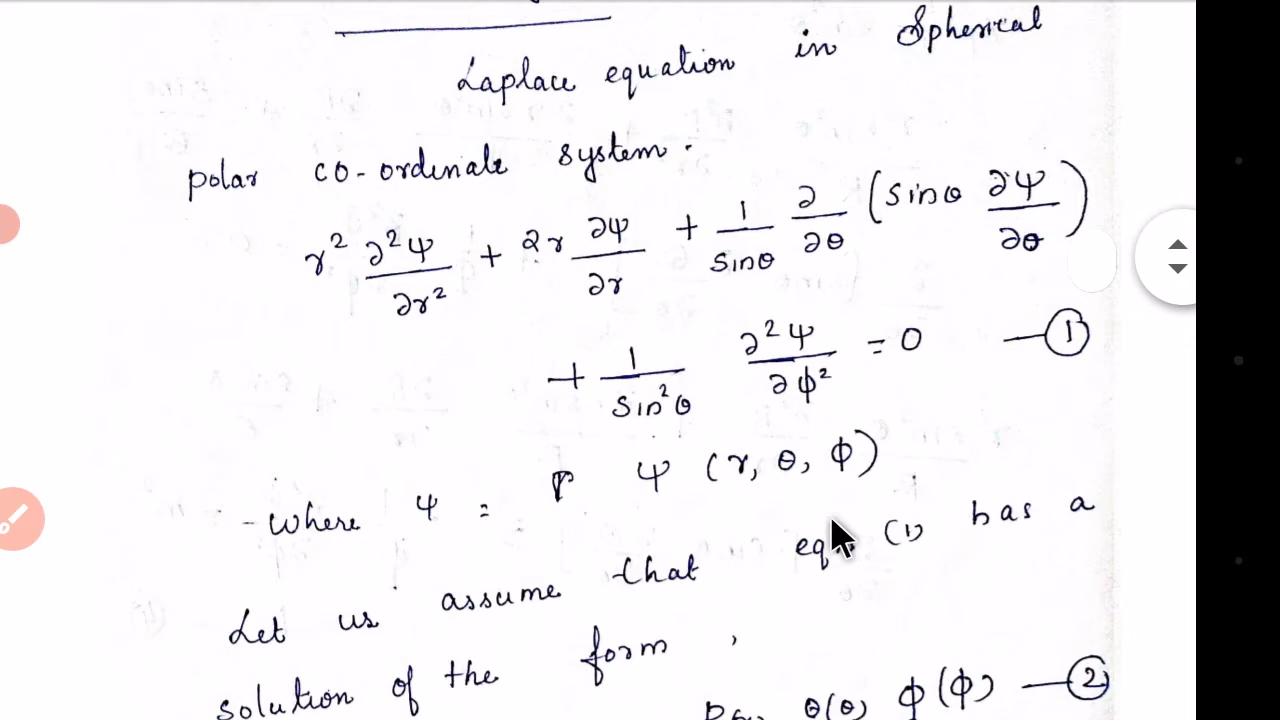 Laplace equation in Spherical
polar co-ordinate system.
r² ∂²ψ/∂r² + 2r ∂ψ/∂r + 1/sinθ ∂/∂θ (sinθ ∂ψ/∂θ)
+ 1/sin²θ ∂²ψ/∂ϕ² = 0 — ①
where ψ = ψ (r, θ, ϕ)
Let us assume that (1) has a
solution of the form,
θ(θ) ϕ(ϕ) — ②